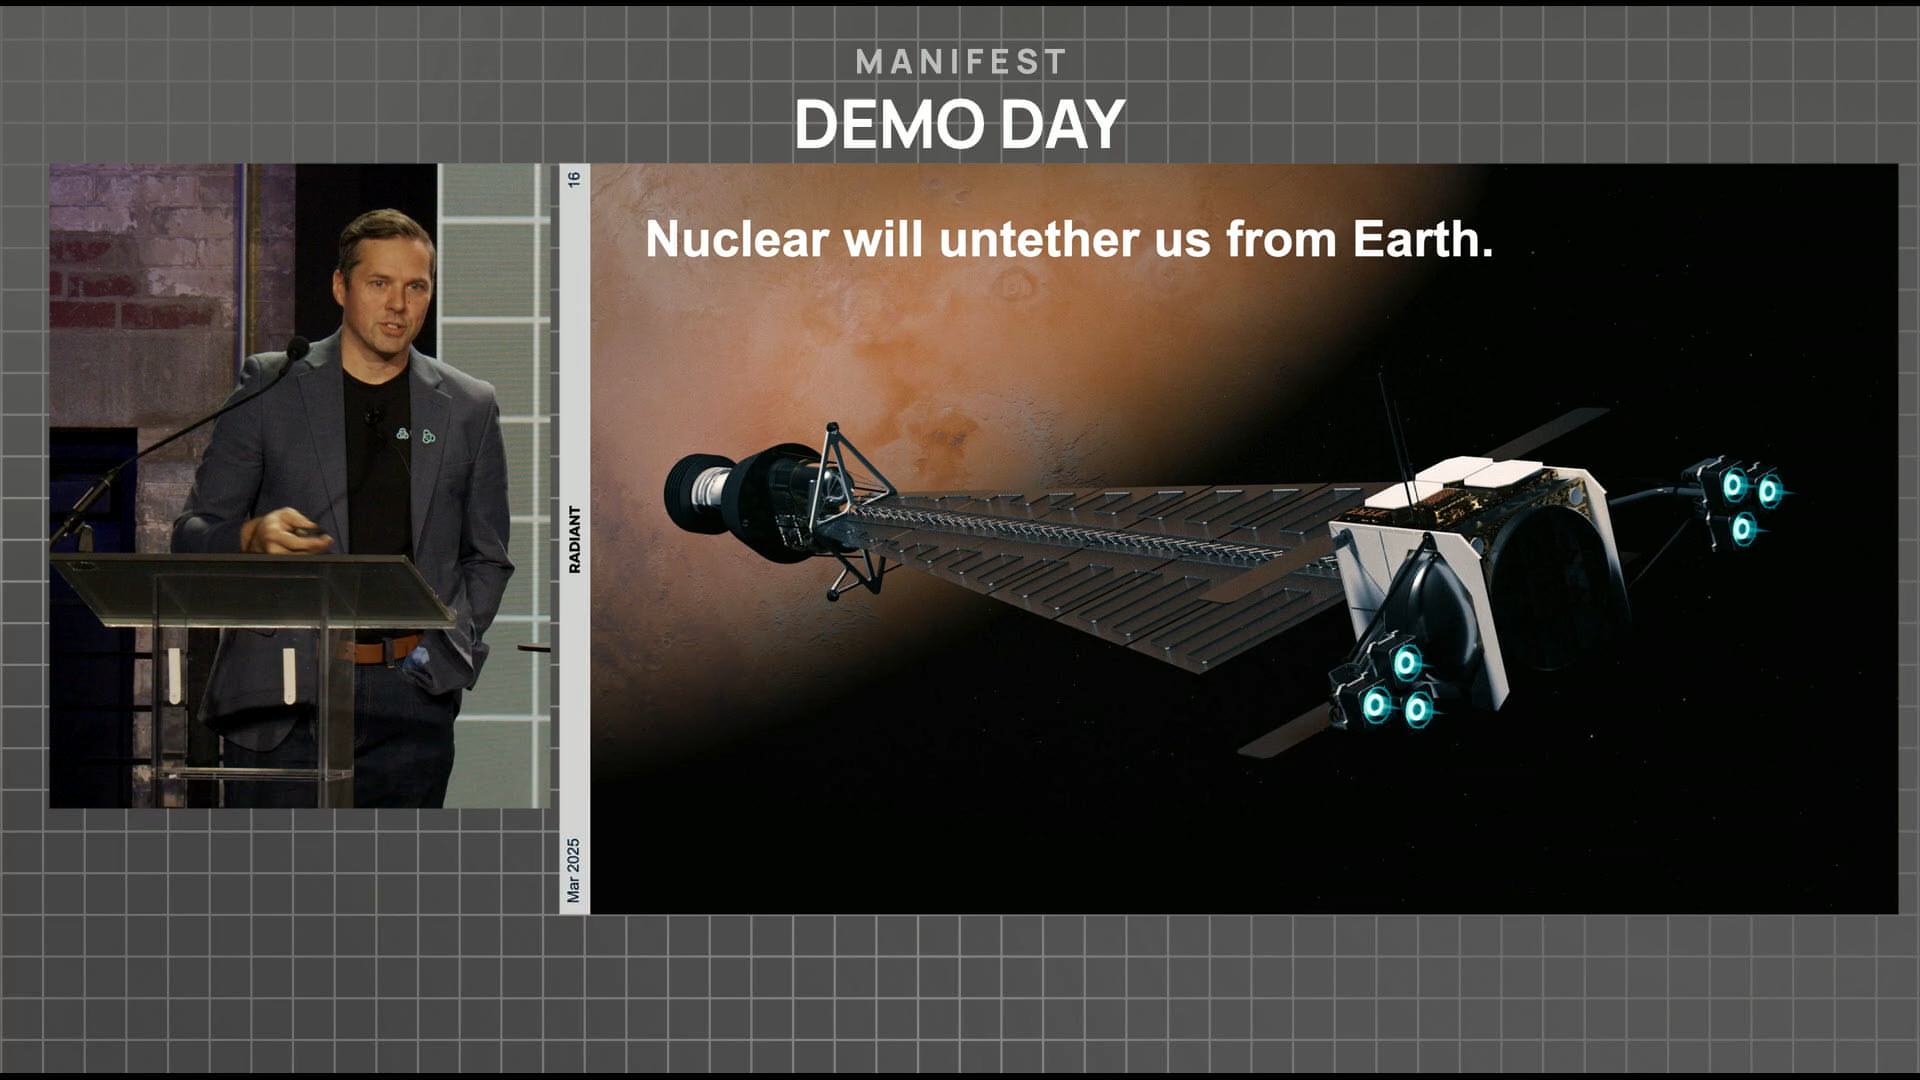 MANIFEST
DEMO DAY
16
Nuclear will untether us from Earth.
RADIANT
Mar 2025